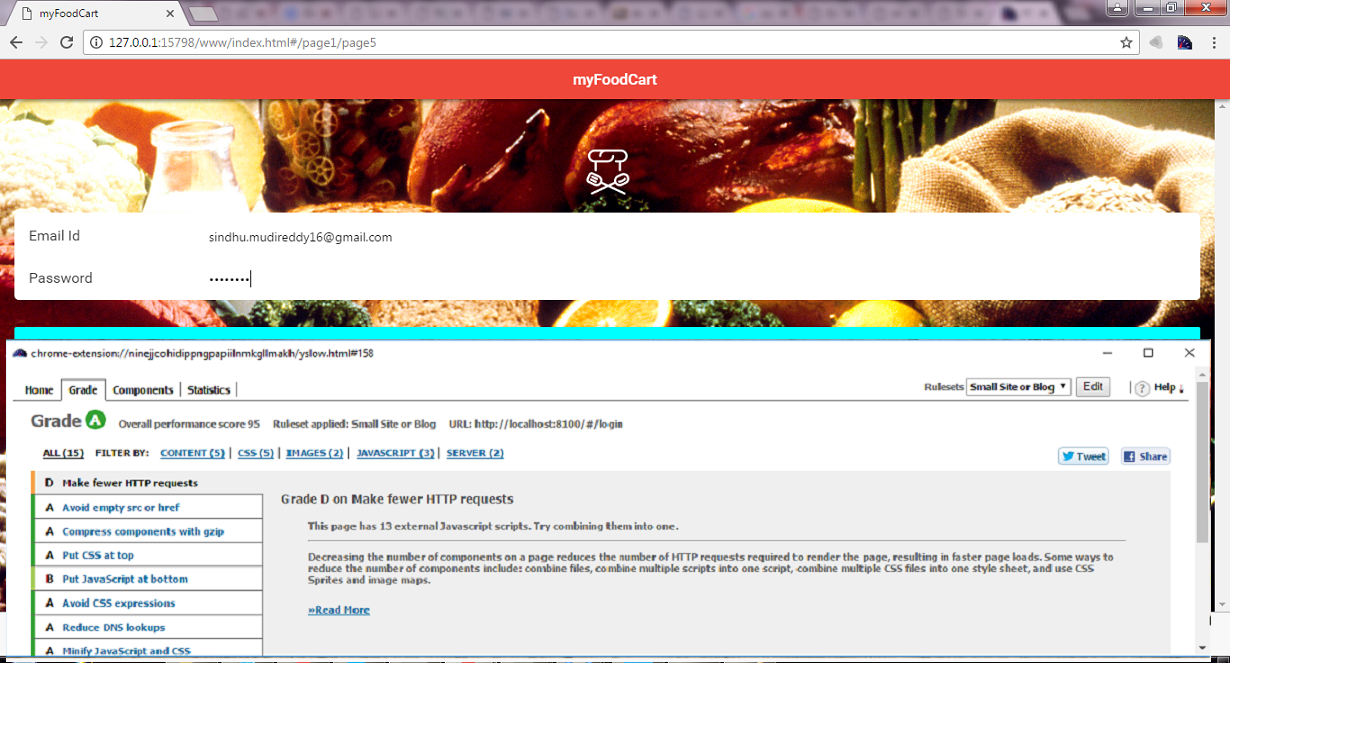 myFoodCart
127.0.0.1:15798/www/index.html#/page1/page5
myFoodCart
Email Id sindhu.mudireddy16@gmail.com
Password ••••••••
chrome-extension://ninejjcohidippngpapiilnmkgllmakh/yslow.html#158
Home Grade Components Statistics Rulesets Small Site or Blog Edit Help
Grade A Overall performance score 95 Ruleset applied: Small Site or Blog URL: http://localhost:8100/#/login
ALL (15) FILTER BY: CONTENT (5) | CSS (5) | IMAGES (2) | JAVASCRIPT (3) | SERVER (2) Tweet Share
D Make fewer HTTP requests
A Avoid empty src or href
A Compress components with gzip
A Put CSS at top
B Put JavaScript at bottom
A Avoid CSS expressions
A Reduce DNS lookups
A Minify JavaScript and CSS
Grade D on Make fewer HTTP requests
This page has 13 external Javascript scripts. Try combining them into one.
Decreasing the number of components on a page reduces the number of HTTP requests required to render the page, resulting in faster page loads. Some ways to
reduce the number of components include: combine files, combine multiple scripts into one script, combine multiple CSS files into one style sheet, and use CSS
Sprites and image maps.
»Read More